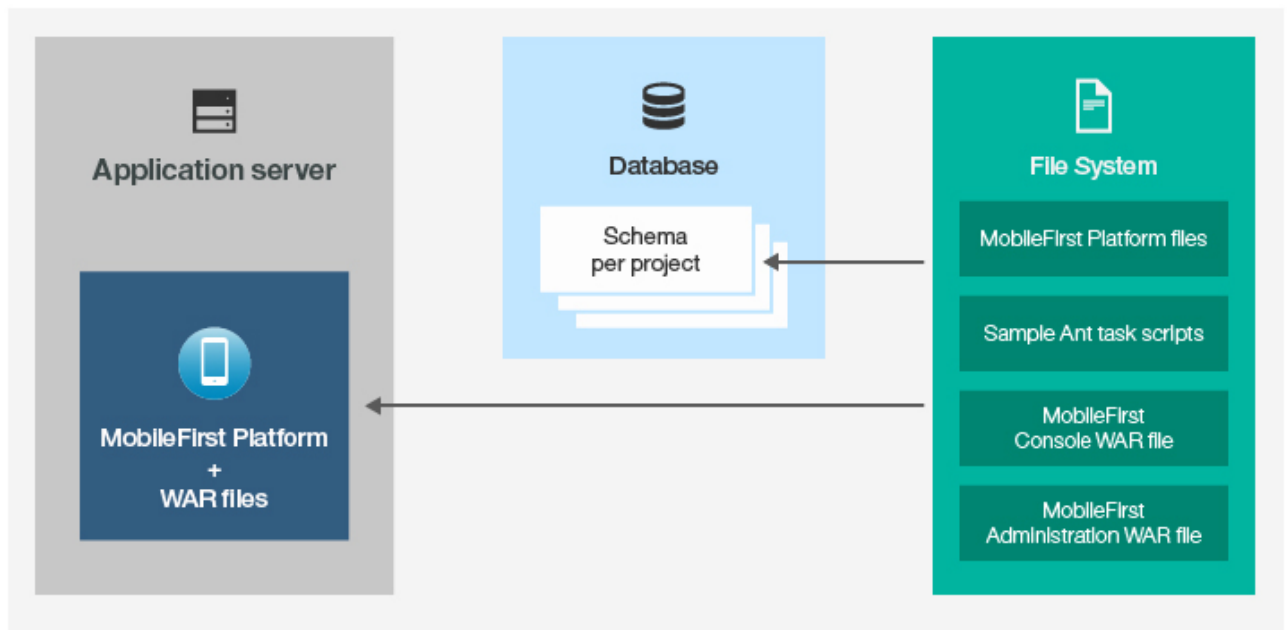 Application server
MobileFirst Platform
+
WAR files
Database
Schema
per project
File System
MobileFirst Platform files
Sample Ant task scripts
MobileFirst
Console WAR file
MobileFirst
Administration WAR file